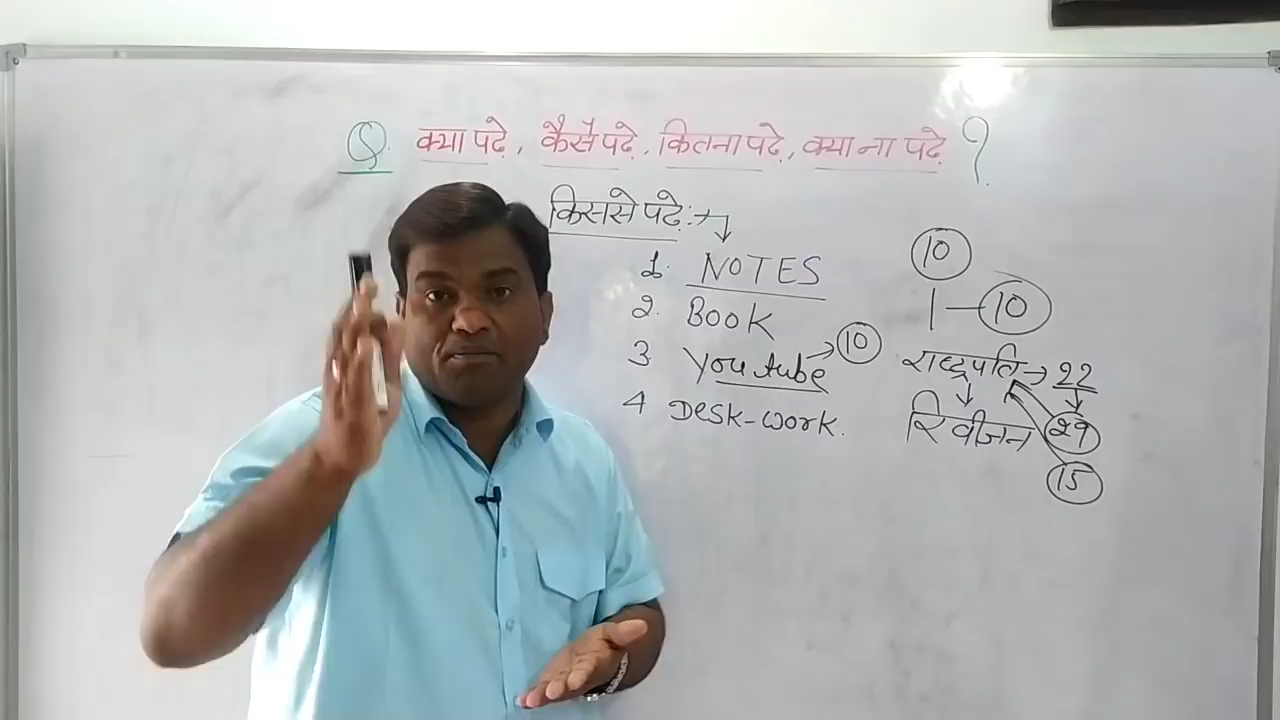 Q. क्या पढे, कैसे पढे, कितना पढे, क्या ना पढे ?
किससे पढे:→
1. NOTES
2. Book
3 Youtube → 10
4 Desk-work.
10
1 — 10
राष्ट्रपति → 22
रिवीजन 29
15